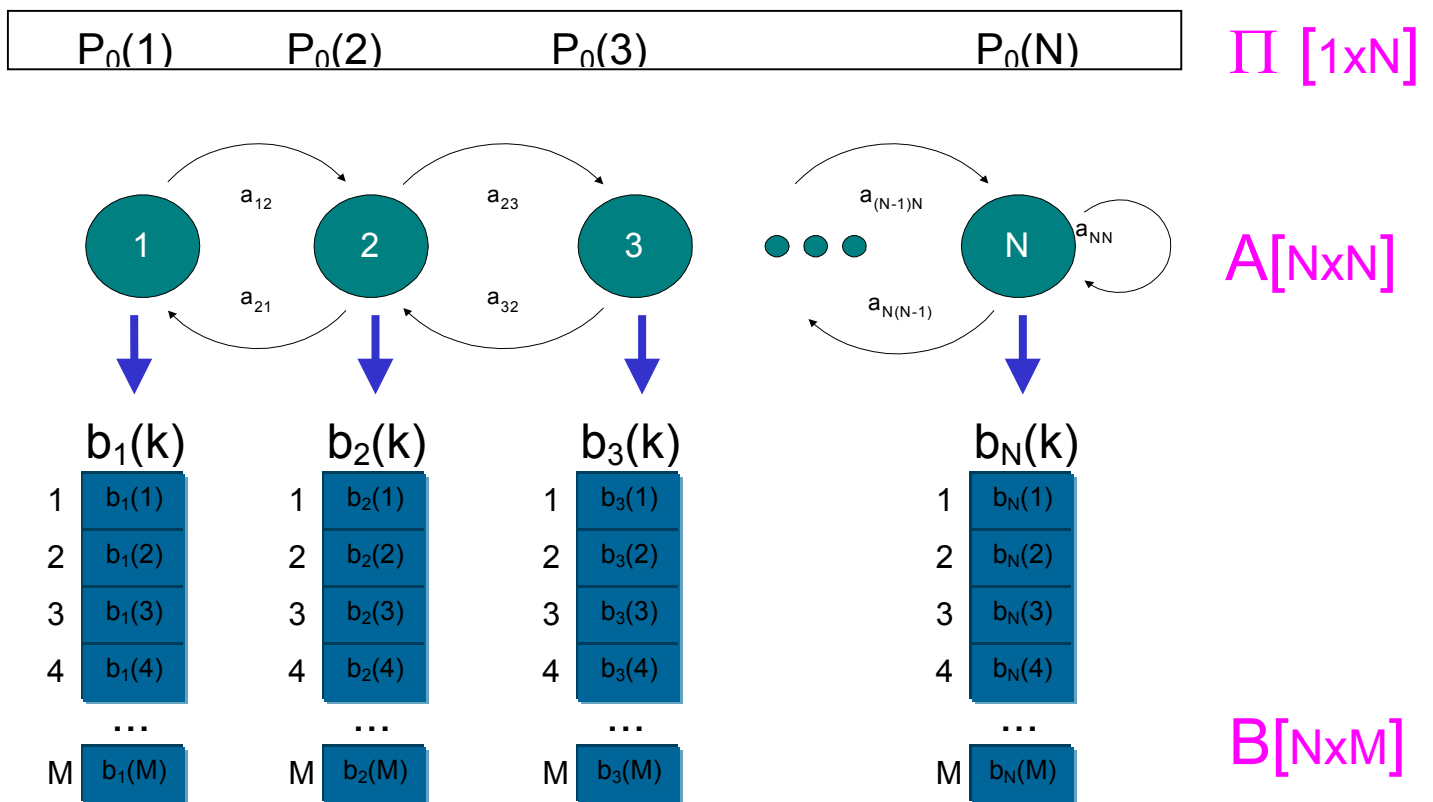 P₀(1) P₀(2) P₀(3) P₀(N) Π [1xN]
a₁₂ a₂₃ a₍N-1₎N
1 2 3 N aNN A[NxN]
a₂₁ a₃₂ aN(N-1)
b₁(k) b₂(k) b₃(k) bN(k)
1 b₁(1) 1 b₂(1) 1 b₃(1) 1 bN(1)
2 b₁(2) 2 b₂(2) 2 b₃(2) 2 bN(2)
3 b₁(3) 3 b₂(3) 3 b₃(3) 3 bN(3)
4 b₁(4) 4 b₂(4) 4 b₃(4) 4 bN(4)
... ... ... ...
M b₁(M) M b₂(M) M b₃(M) M bN(M) B[NxM]